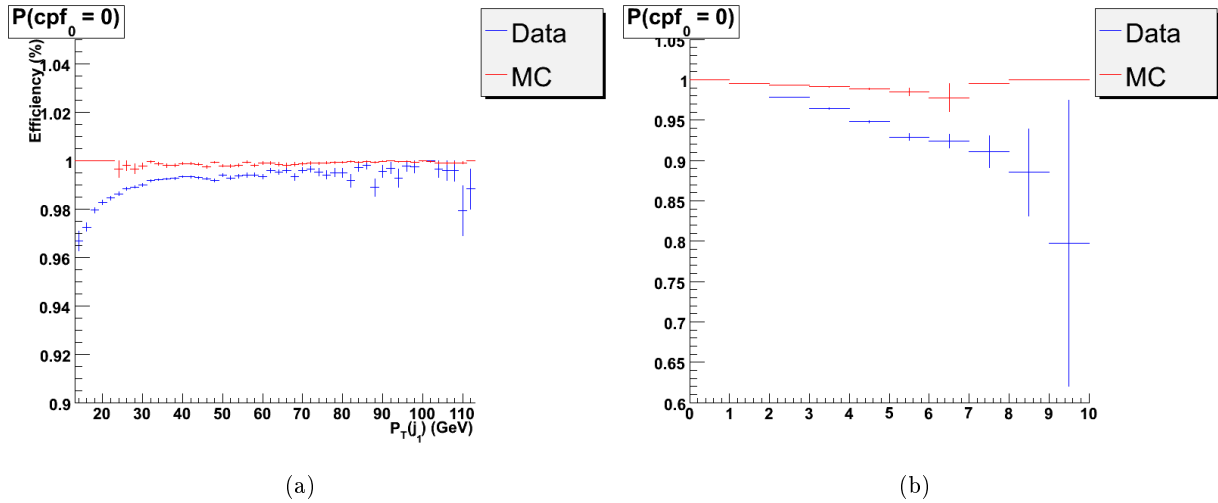 P(cpf₀ = 0)
Efficiency (%)
1.04
1.02
1
0.98
0.96
0.94
0.92
0.9
20 30 40 50 60 70 80 90 100 110
P_T(j₁) (GeV)
Data
MC
(a)
P(cpf₀ = 0)
1.05
1
0.95
0.9
0.85
0.8
0.75
0.7
0.65
0.6
0 1 2 3 4 5 6 7 8 9 10
Data
MC
(b)